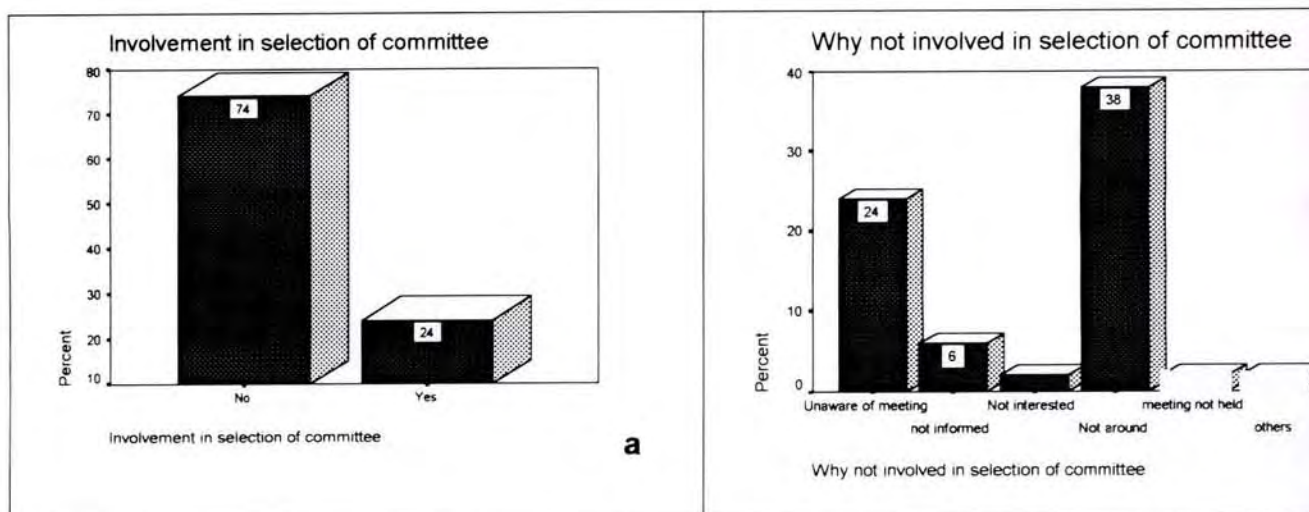 Involvement in selection of committee
80
70
60
50
40
30
20
10
Percent
74
24
No
Yes
Involvement in selection of committee
a
Why not involved in selection of committee
40
30
20
10
0
Percent
24
6
38
Unaware of meeting
not informed
Not interested
Not around
meeting not held
others
Why not involved in selection of committee